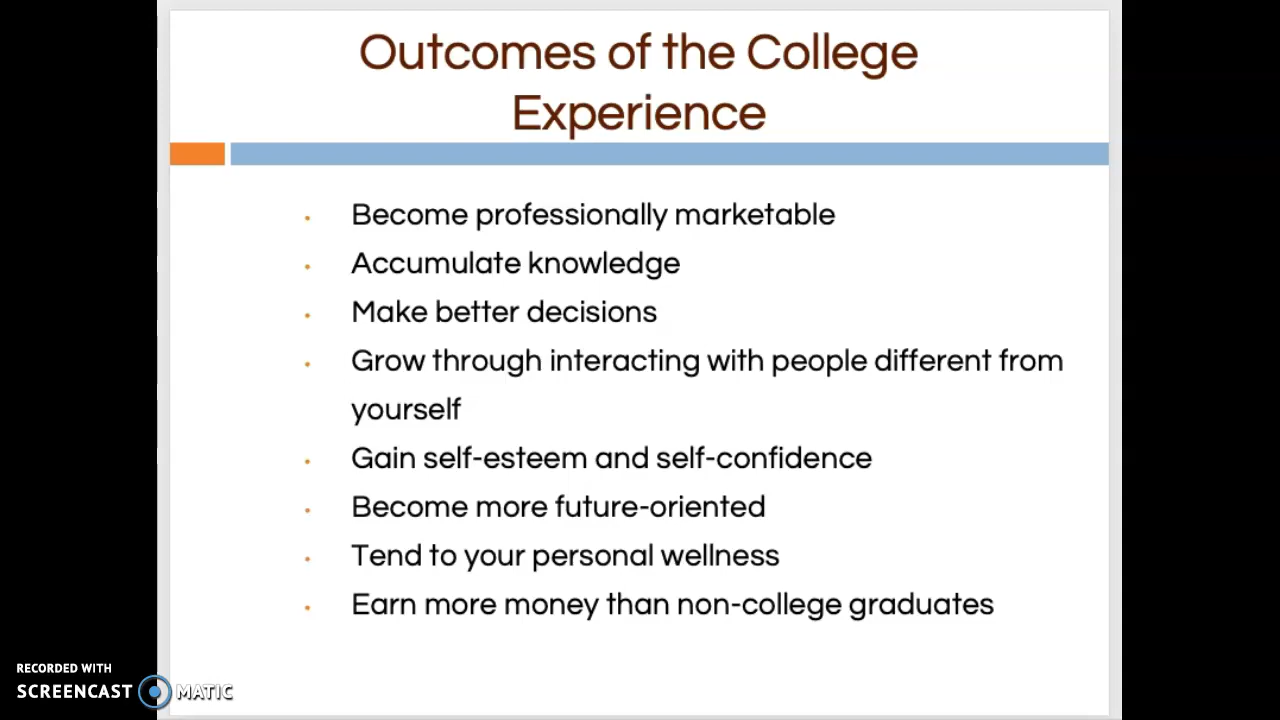 Outcomes of the College
Experience
Become professionally marketable
Accumulate knowledge
Make better decisions
Grow through interacting with people different from
yourself
Gain self-esteem and self-confidence
Become more future-oriented
Tend to your personal wellness
Earn more money than non-college graduates
RECORDED WITH
SCREENCAST MATIC